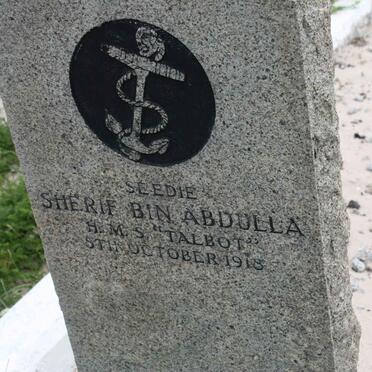 SEEDIE
SHERIF BIN ABDULLA
H.M.S "TALBOT"
5TH OCTOBER 1918